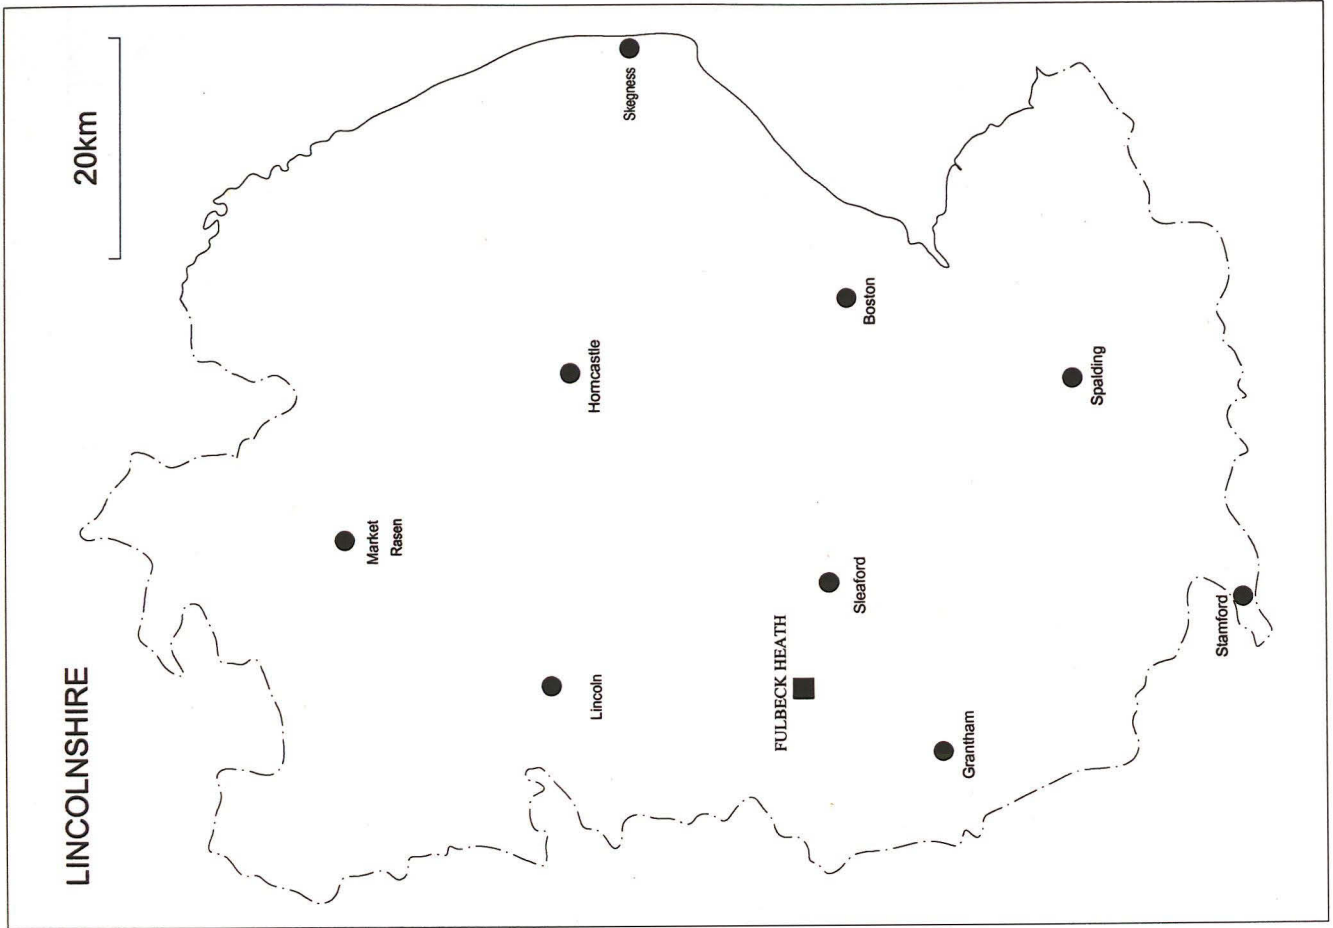 LINCOLNSHIRE
20km
Market
Rasen
Lincoln
Horncastle
Skegness
FULBECK HEATH
Sleaford
Boston
Grantham
Spalding
Stamford